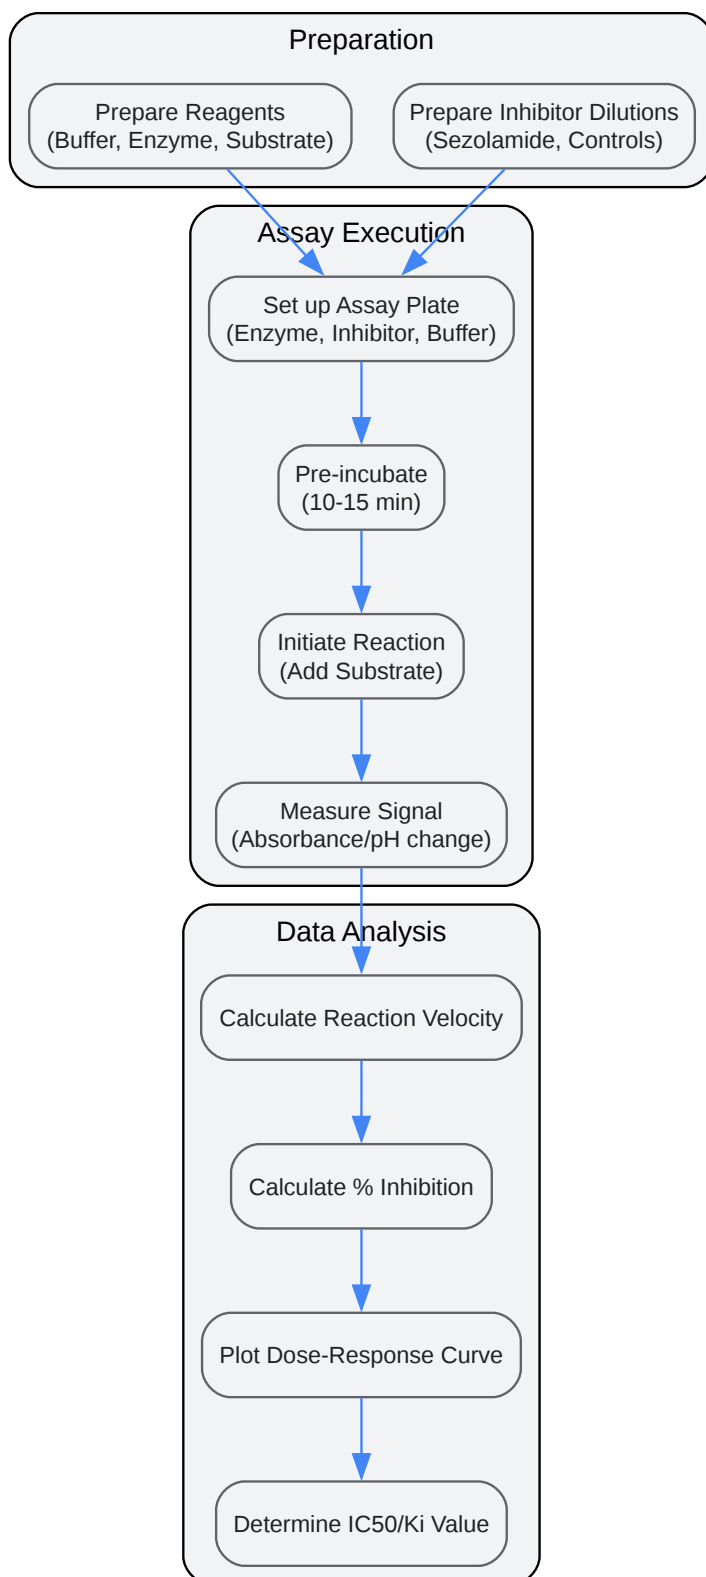 Preparation
Prepare Reagents
(Buffer, Enzyme, Substrate)
Prepare Inhibitor Dilutions
(Sezolamide, Controls)
Assay Execution
Set up Assay Plate
(Enzyme, Inhibitor, Buffer)
Pre-incubate
(10-15 min)
Initiate Reaction
(Add Substrate)
Measure Signal
(Absorbance/pH change)
Data Analysis
Calculate Reaction Velocity
Calculate % Inhibition
Plot Dose-Response Curve
Determine IC50/Ki Value